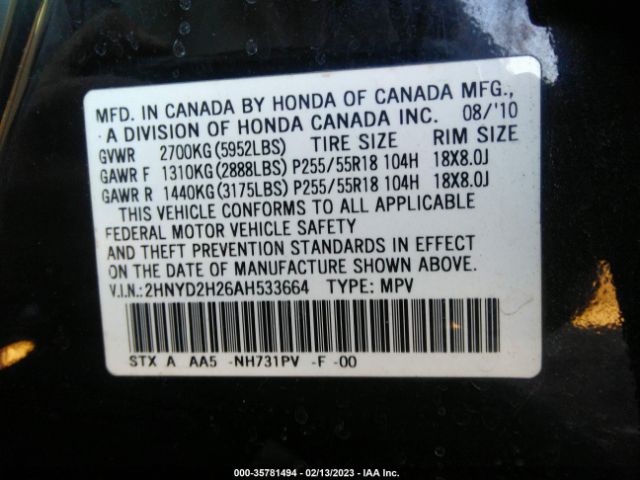 MFD. IN CANADA BY HONDA OF CANADA MFG.,
A DIVISION OF HONDA CANADA INC. 08/'10
GVWR 2700KG(5952LBS) TIRE SIZE RIM SIZE
GAWR F 1310KG(2888LBS)P255/55R18 104H 18X8.0J
GAWR R 1440KG(3175LBS)P255/55R18 104H 18X8.0J
THIS VEHICLE CONFORMS TO ALL APPLICABLE
FEDERAL MOTOR VEHICLE SAFETY
AND THEFT PREVENTION STANDARDS IN EFFECT
ON THE DATE OF MANUFACTURE SHOWN ABOVE.
V.I.N.:2HNYD2H26AH533664 TYPE: MPV
STX A AA5 -NH731PV -F -00
000-35781494 - 02/13/2023 - IAA Inc.